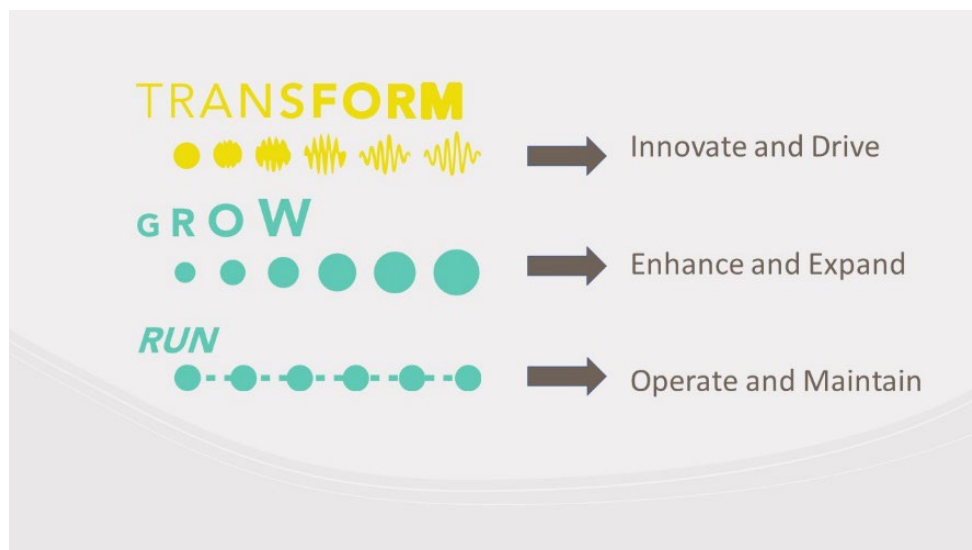 TRANSFORM
Innovate and Drive
GROW
Enhance and Expand
RUN
Operate and Maintain